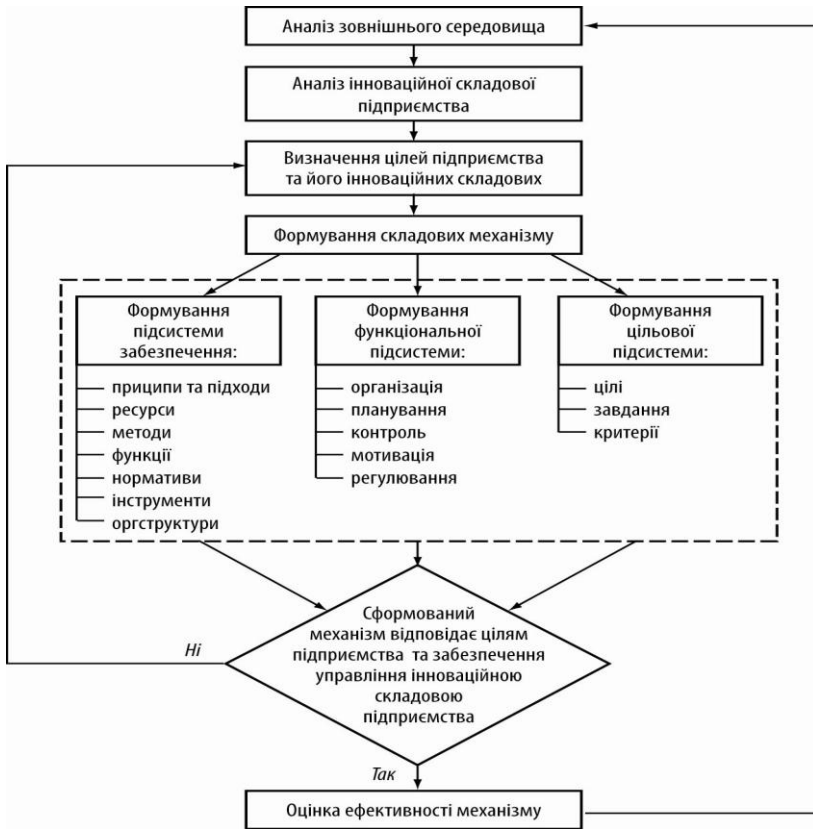 Аналіз зовнішнього середовища
Аналіз інноваційної складової
підприємства
Визначення цілей підприємства
та його інноваційних складових
Формування складових механізму
Формування
підсистеми
забезпечення:
приципи та підходи
ресурси
методи
функції
нормативи
інструменти
оргструктури
Формування
функціональної
підсистеми:
організація
планування
контроль
мотивація
регулювання
Формування
цільової
підсистеми:
цілі
завдання
критерії
Сформований
механізм відповідає цілям
підприємства та забезпечення
управління інноваційною
складовою
підприємства
Ні
Так
Оцінка ефективності механізму